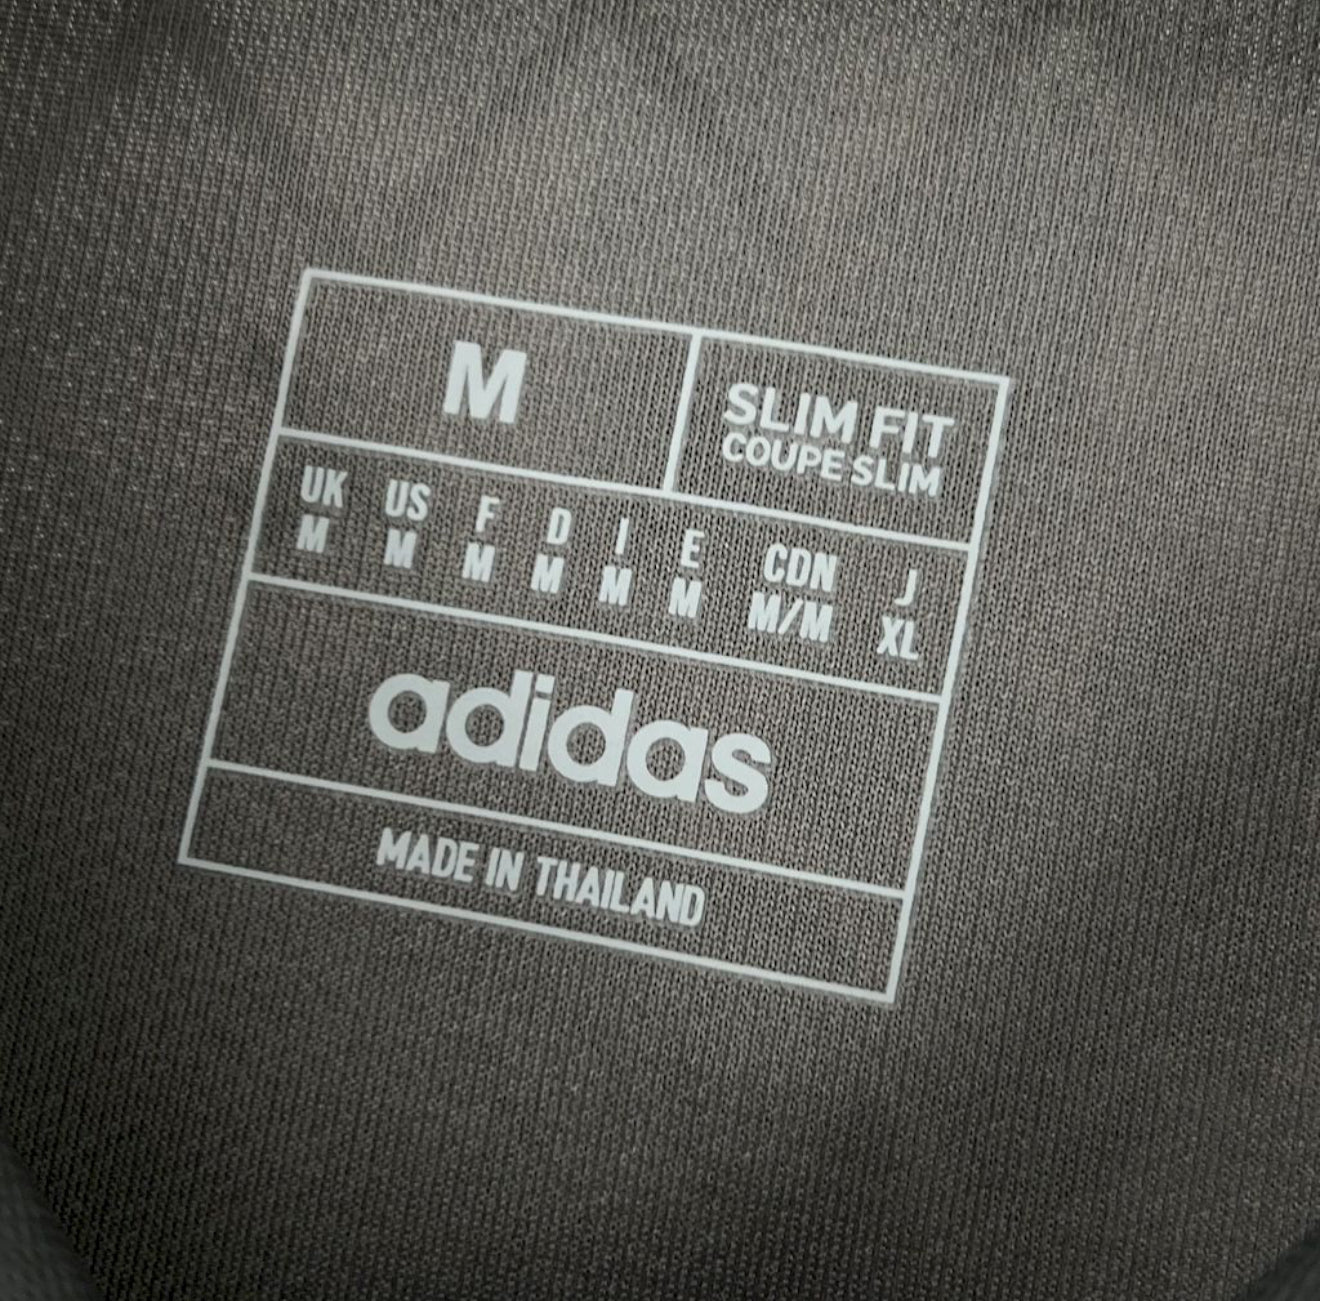 M
SLIM FIT
COUPE SLIM
UK US F D I E CDN J
M M M M M M M/M XL
adidas
MADE IN THAILAND